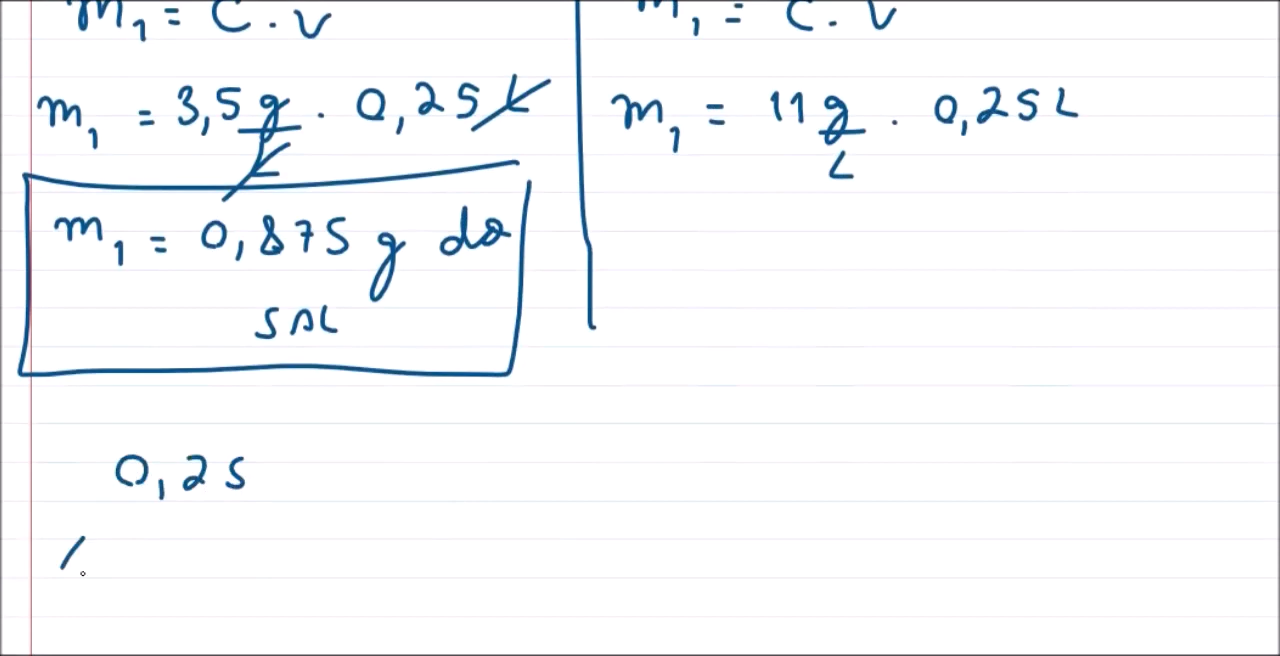 m₁ = C . V
m₁ = 3,5 g/L . 0,25 L
m₁ = 0,875 g do
SAL
0,25
m₁ = C . V
m₁ = 11 g/L . 0,25 L